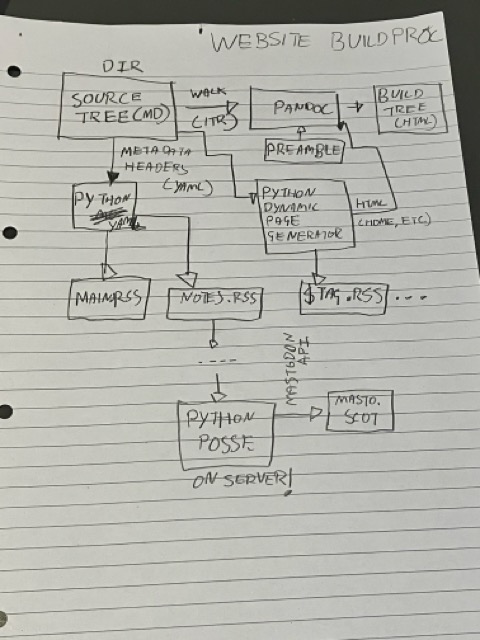 WEBSITE BUILDPROC
DIR
SOURCE
TREE(MD)
WALK
(ITR)
PANDOC
BUILD
TREE
(HTML)
PREAMBLE
METADATA
HEADERS
(YAML)
PYTHON
YAML
PYTHON
DYNAMIC
PAGE
GENERATOR
HTML
(HOME, ETC)
MAIN.RSS
NOTES.RSS
$TAG.RSS ...
....
MASTODON
API
PYTHON
POSSE
MASTO.
SCOT
ON SERVER!